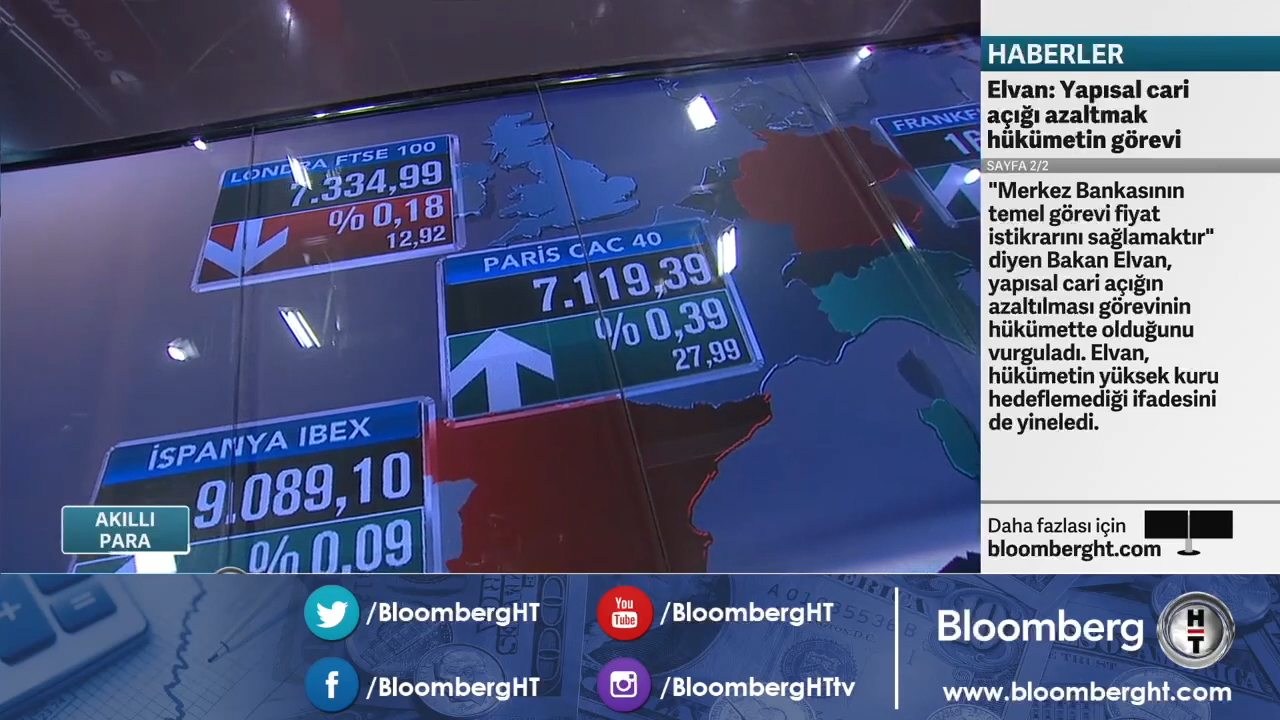 LONDRA FTSE 100
7.334,99
%0,18
12,92
PARİS CAC 40
7.119,39
%0,39
27,99
İSPANYA IBEX
9.089,10
%0,09
16
AKILLI
PARA
HABERLER
Elvan: Yapısal cari
açığı azaltmak
hükümetin görevi
SAYFA 2/2
"Merkez Bankasının
temel görevi fiyat
istikrarını sağlamaktır"
diyen Bakan Elvan,
yapısal cari açığın
azaltılması görevinin
hükümette olduğunu
vurguladı. Elvan,
hükümetin yüksek kuru
hedeflemediği ifadesini
de yineledi.
Daha fazlası için
bloomberght.com
/BloombergHT
You Tube /BloombergHT
f /BloombergHT
/BloombergHTtv
Bloomberg HT
www.bloomberght.com